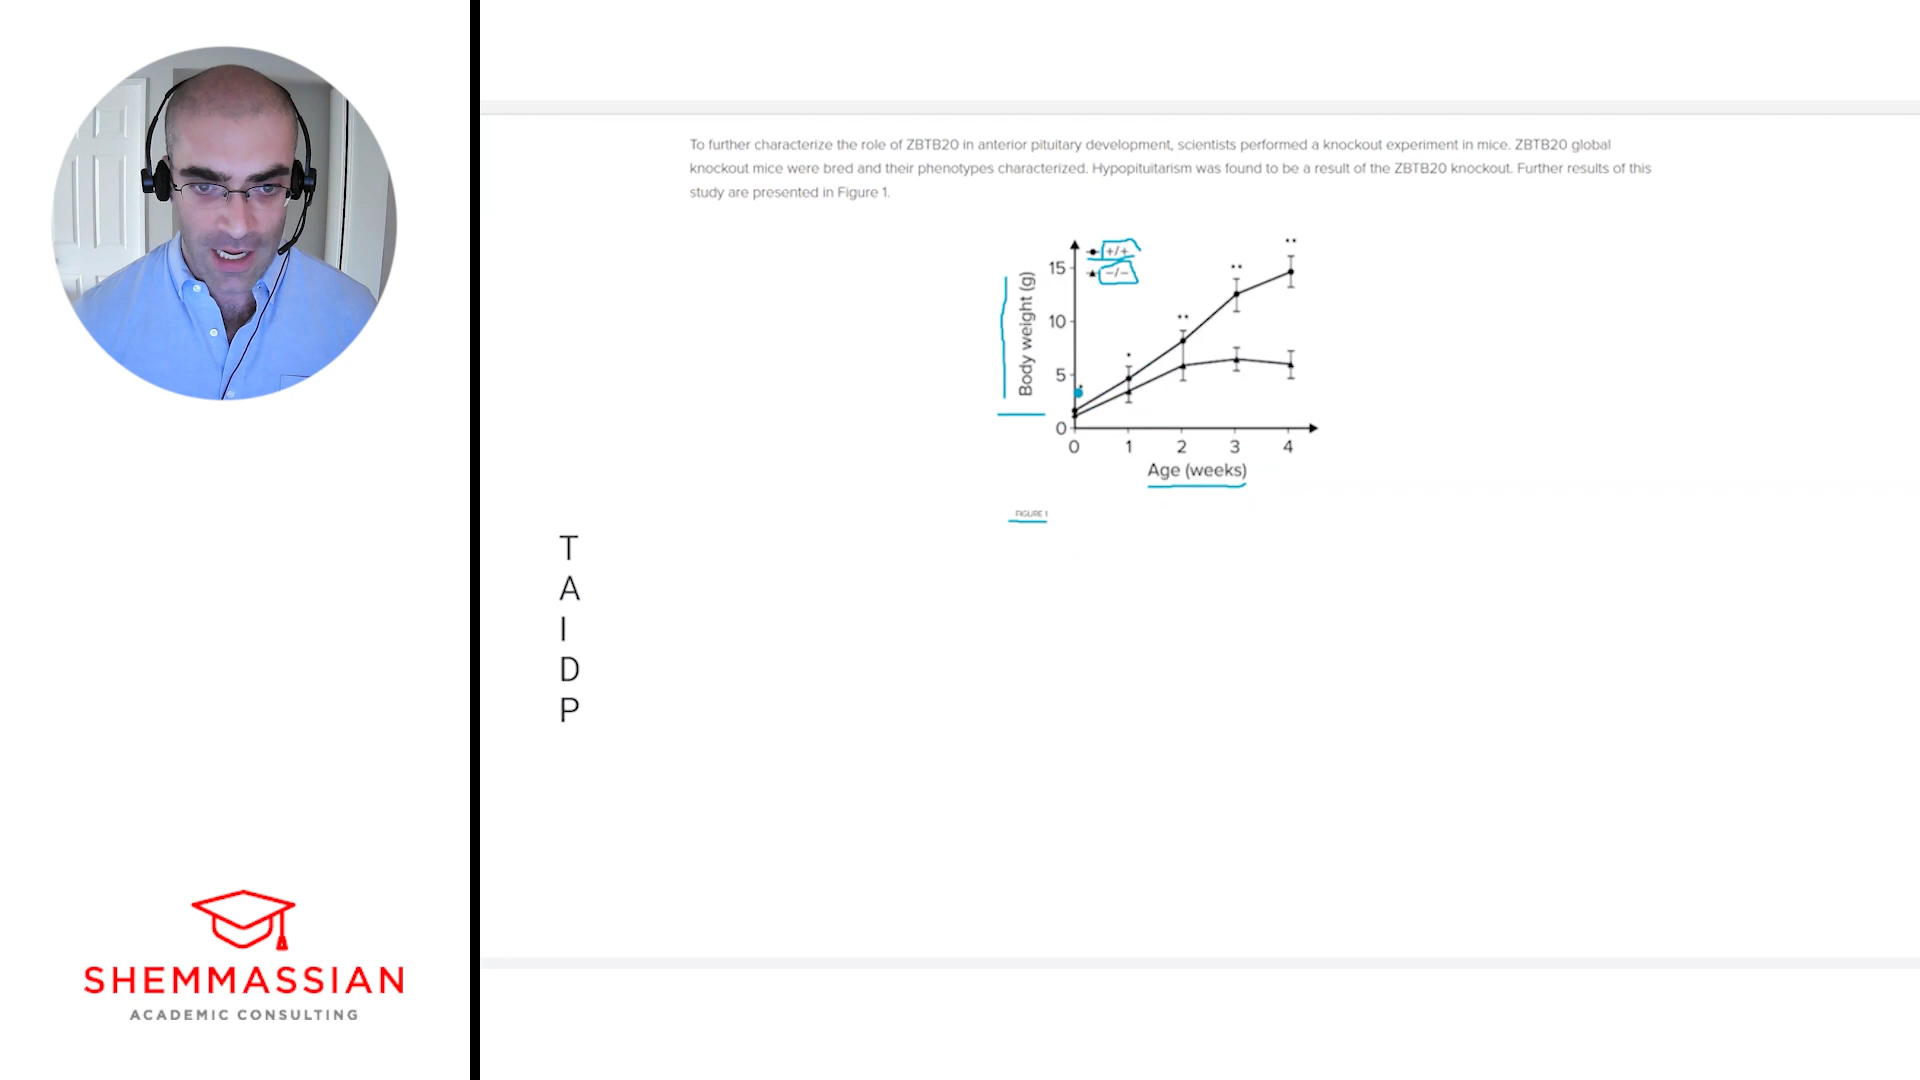 To further characterize the role of ZBTB20 in anterior pituitary development, scientists performed a knockout experiment in mice. ZBTB20 global
knockout mice were bred and their phenotypes characterized. Hypopituitarism was found to be a result of the ZBTB20 knockout. Further results of this
study are presented in Figure 1.
+/+
-/-
Body weight (g)
15
10
5
0
0 1 2 3 4
Age (weeks)
FIGURE 1
T
A
I
D
P
SHEMMASSIAN
ACADEMIC CONSULTING